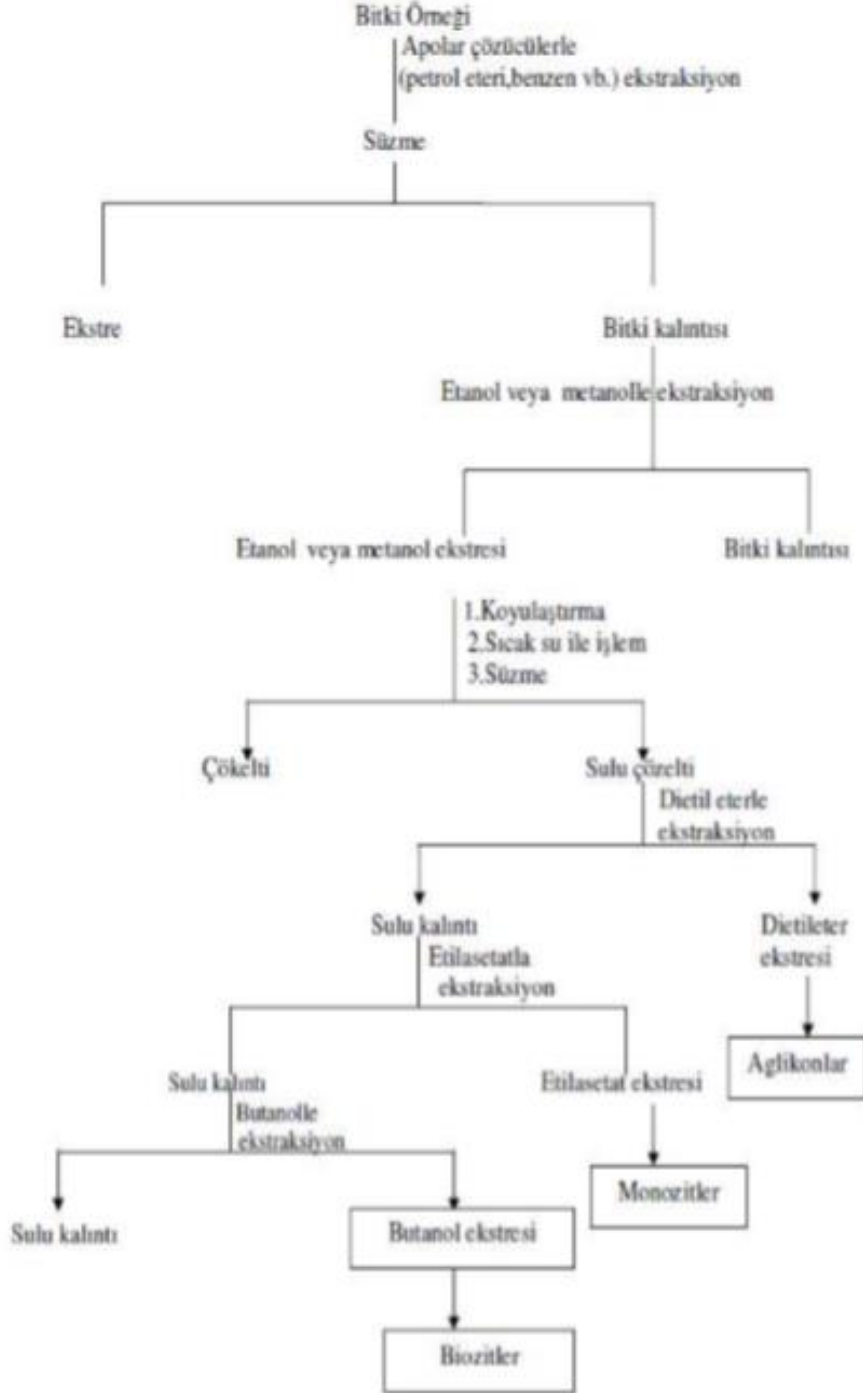 Bitki Örneği
Apolar çözücülerle
(petrol eteri,benzen vb.) ekstraksiyon
Süzme
Ekstre
Bitki kalıntısı
Etanol veya metanolle ekstraksiyon
Etanol veya metanol ekstresi
Bitki kalıntısı
1.Koyulaştırma
2.Sıcak su ile işlem
3.Süzme
Çökelti
Sulu çözelti
Dietil eterle
ekstraksiyon
Sulu kalıntı
Dietileter
ekstresi
Etilasetatla
ekstraksiyon
Aglikonlar
Sulu kalıntı
Etilasetat ekstresi
Butanolle
ekstraksiyon
Monozitler
Sulu kalıntı
Butanol ekstresi
Biozitler